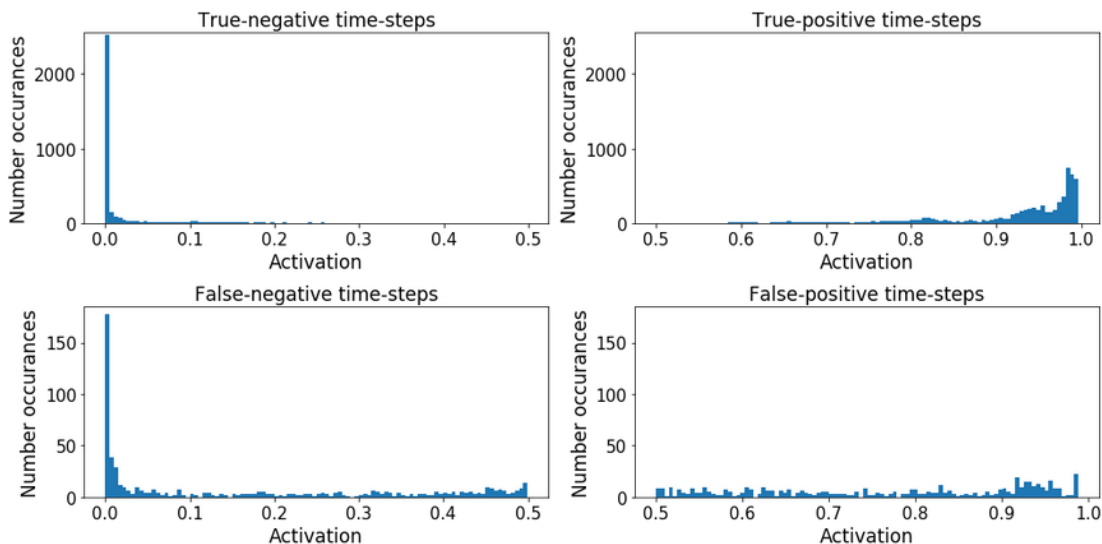 True-negative time-steps
Number occurances
2000
1000
0
0.0 0.1 0.2 0.3 0.4 0.5
Activation
True-positive time-steps
Number occurances
2000
1000
0
0.5 0.6 0.7 0.8 0.9 1.0
Activation
False-negative time-steps
Number occurances
150
100
50
0
0.0 0.1 0.2 0.3 0.4 0.5
Activation
False-positive time-steps
Number occurances
150
100
50
0
0.5 0.6 0.7 0.8 0.9 1.0
Activation